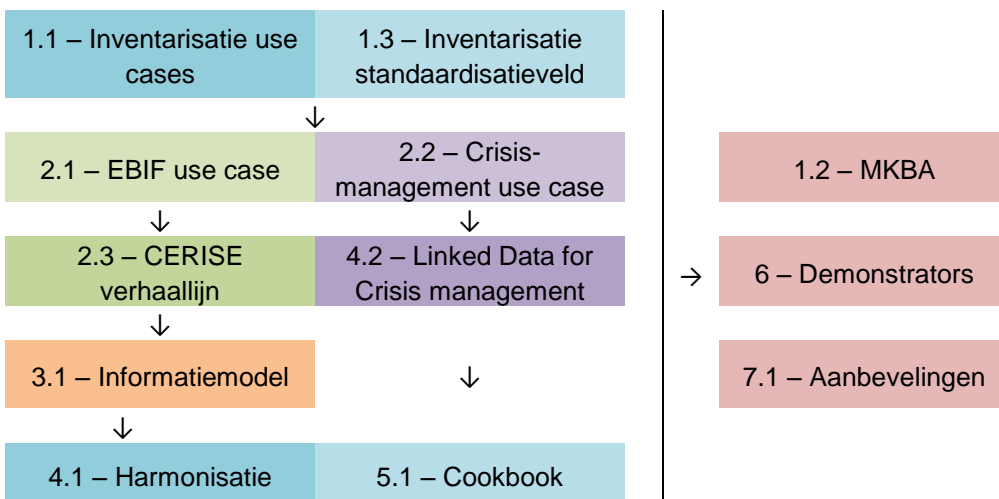 1.1 – Inventarisatie use
cases
1.3 – Inventarisatie
standaardisatieveld
↓
2.1 – EBIF use case
2.2 – Crisis-
management use case
1.2 – MKBA
↓
↓
2.3 – CERISE
verhaallijn
4.2 – Linked Data for
Crisis management
→
6 – Demonstrators
↓
3.1 – Informatiemodel
↓
7.1 – Aanbevelingen
↓
4.1 – Harmonisatie
5.1 – Cookbook